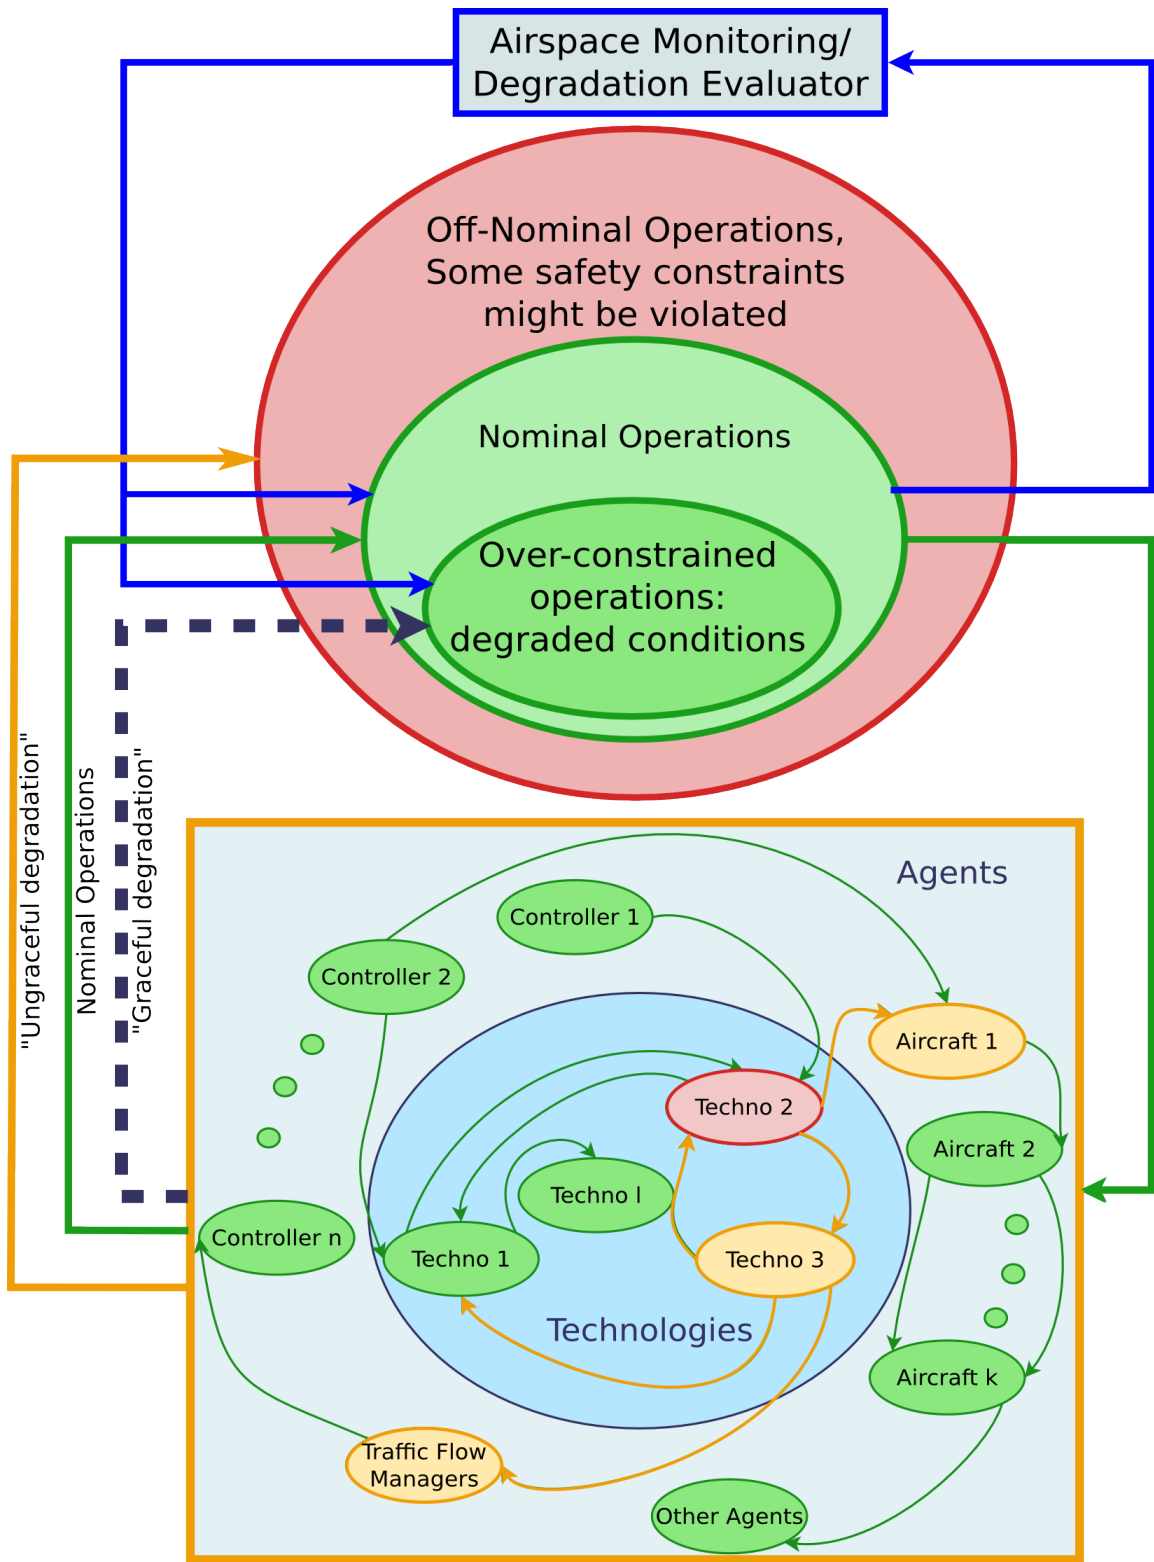 Airspace Monitoring/
Degradation Evaluator
Off-Nominal Operations,
Some safety constraints
might be violated
Nominal Operations
Over-constrained
operations:
degraded conditions
"Ungraceful degradation"
Nominal Operations
"Graceful degradation"
Agents
Controller 1
Controller 2
Aircraft 1
Techno 2
Aircraft 2
Techno l
Controller n
Techno 1
Techno 3
Technologies
Aircraft k
Traffic Flow
Managers
Other Agents